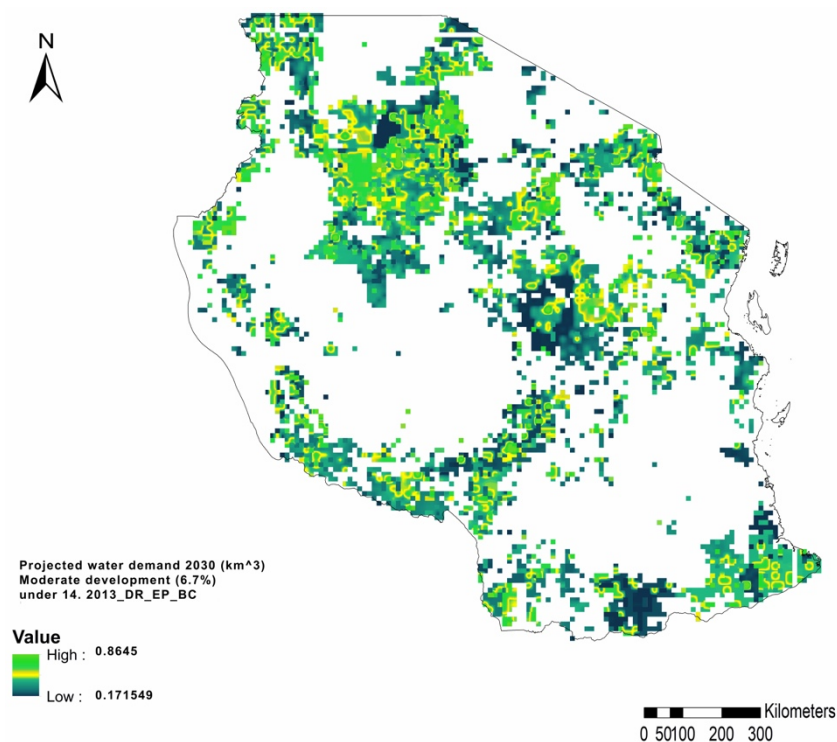 N
Projected water demand 2030 (km^3)
Moderate development (6.7%)
under 14. 2013_DR_EP_BC
Value
High : 0.8645
Low : 0.171549
Kilometers
0 50100 200 300